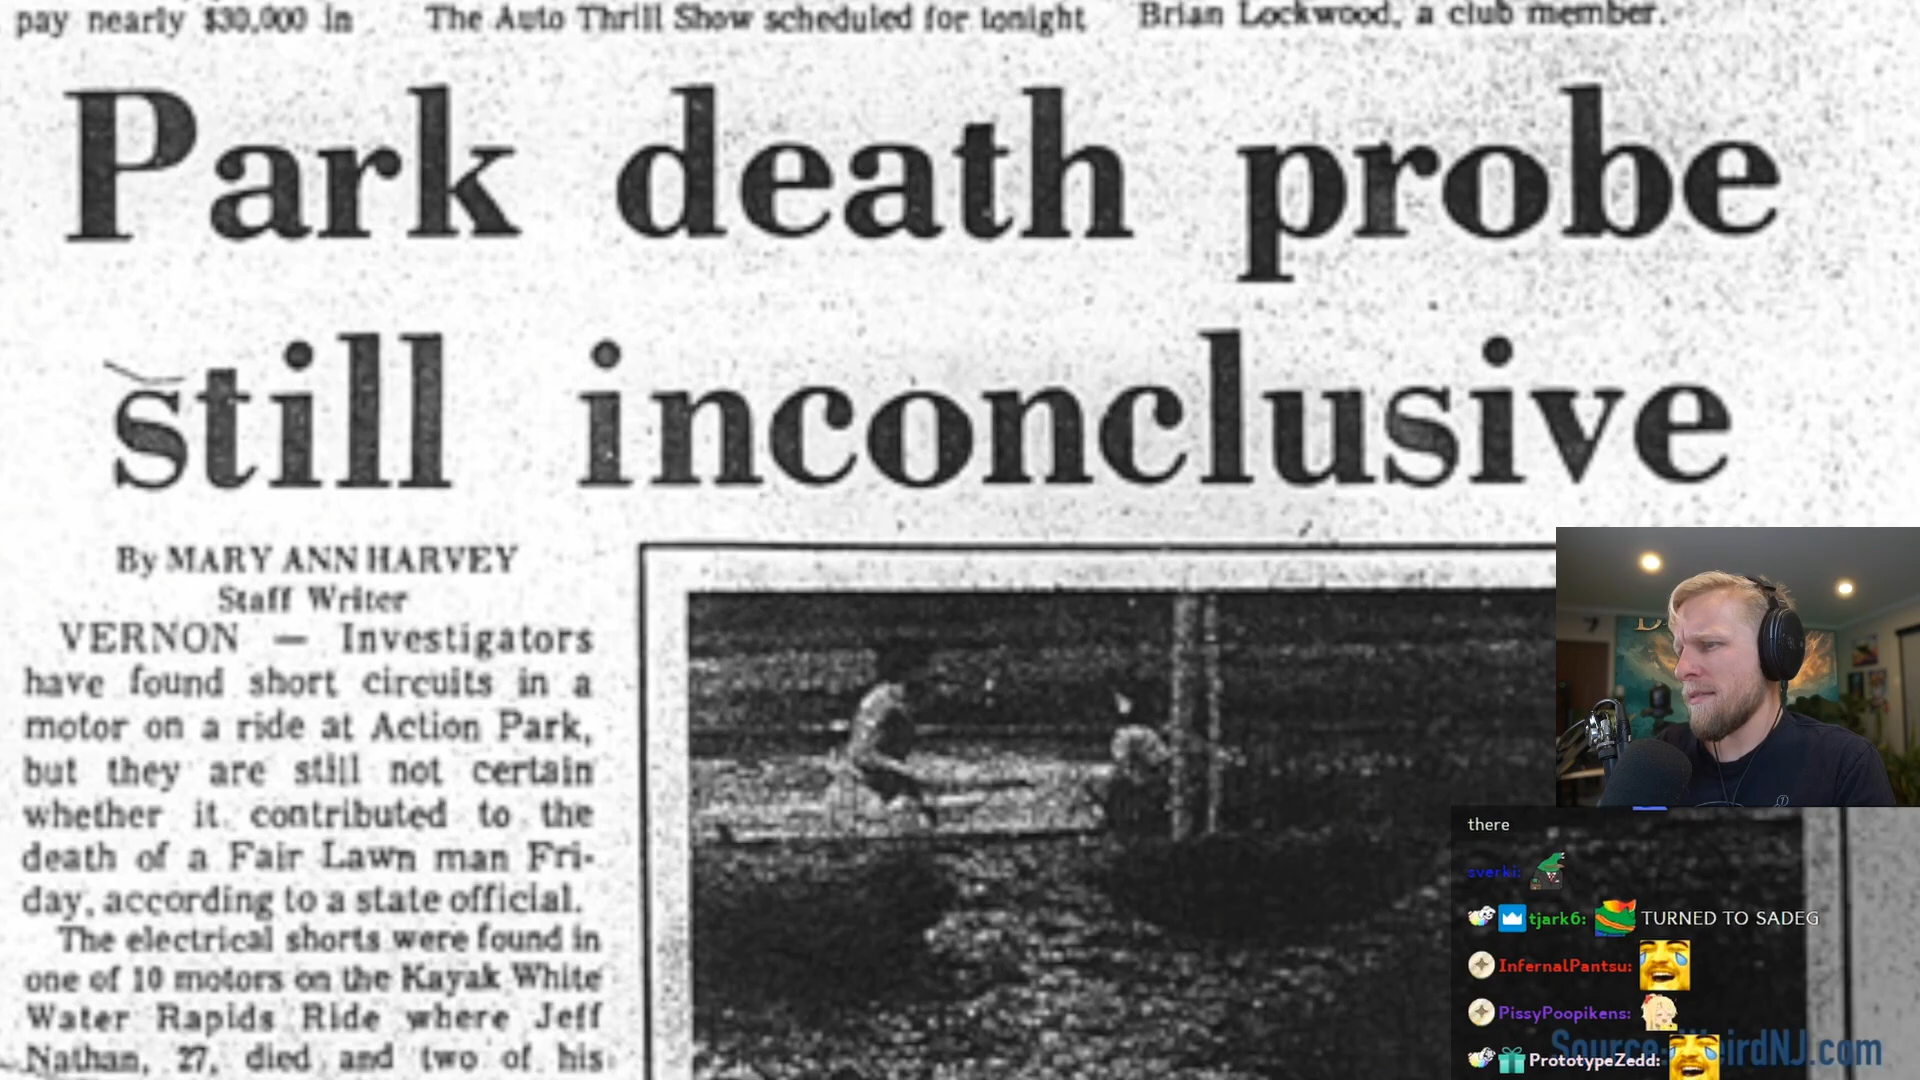 pay nearly $30,000 in
The Auto Thrill Show scheduled for tonight
Brian Lockwood, a club member.
Park death probe
still inconclusive
By MARY ANN HARVEY
Staff Writer
VERNON — Investigators
have found short circuits in a
motor on a ride at Action Park,
but they are still not certain
whether it contributed to the
death of a Fair Lawn man Fri-
day, according to a state official.
The electrical shorts were found in
one of 10 motors on the Kayak White
Water Rapids Ride where Jeff
Nathan, 27, died and two of his
there
sverki:
tjark6: TURNED TO SADEG
InfernalPantsu:
PissyPoopikens:
PrototypeZedd:
Source: WeirdNJ.com